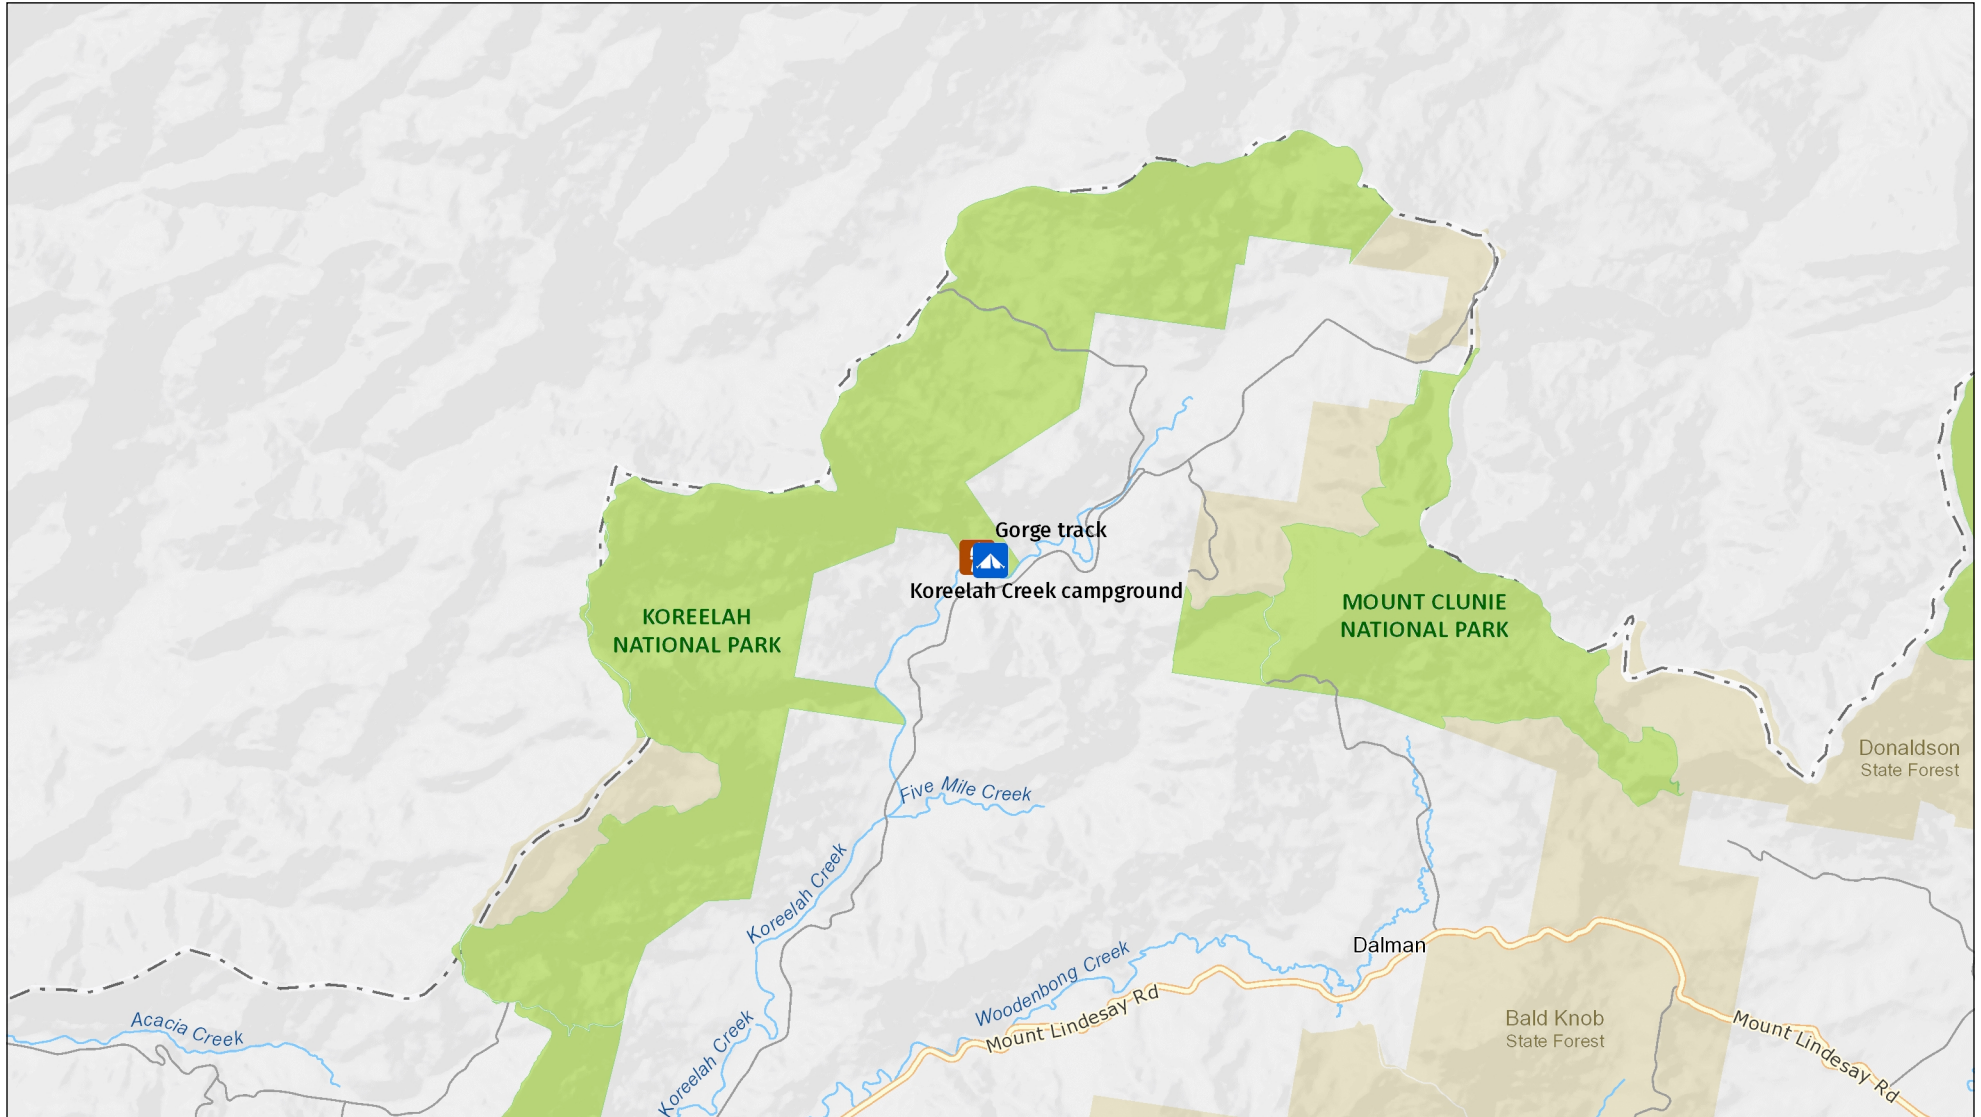 Gorge track
Koreelah Creek campground
KOREELAH
NATIONAL PARK
MOUNT CLUNIE
NATIONAL PARK
Donaldson
State Forest
Five Mile Creek
Koreelah Creek
Dalman
Woodenbong Creek
Mount Lindesay Rd
Bald Knob
State Forest
Mount Lindesay Rd
Acacia Creek
Koreelah Creek